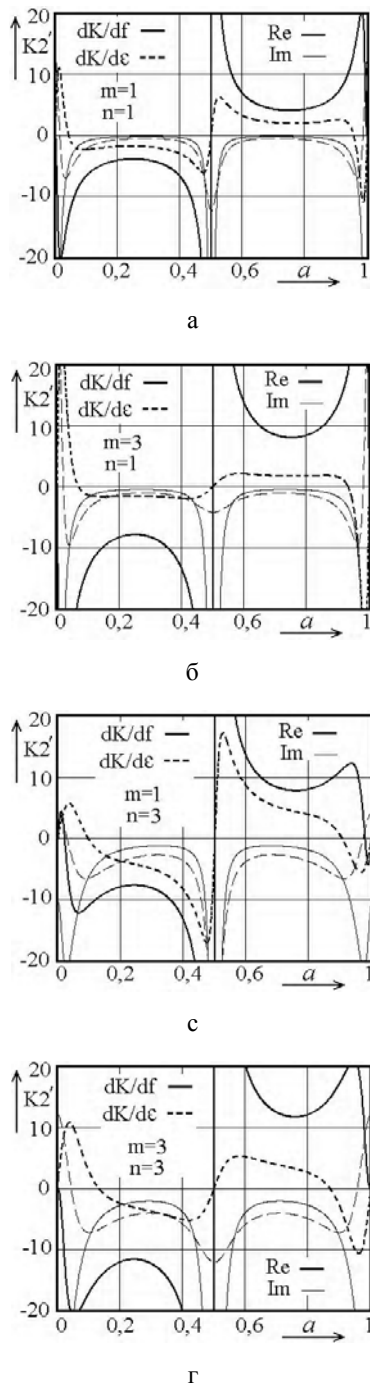 20
dK/df
Re
K2′
dK/dε
Im
10
m=1
n=1
0
-10
-20
0
0,2
0,4
0,6
a
1
а
20
dK/df
Re
K2′
dK/dε
Im
10
m=3
n=1
0
-10
-20
0
0,2
0,4
0,6
a
1
б
20
dK/df
Re
K2′
dK/dε
Im
10
m=1
n=3
0
-10
-20
0
0,2
0,4
0,6
a
1
с
20
dK/df
K2′
dK/dε
10
m=3
n=3
0
Re
-10
Im
-20
0
0,2
0,4
0,6
a
1
г